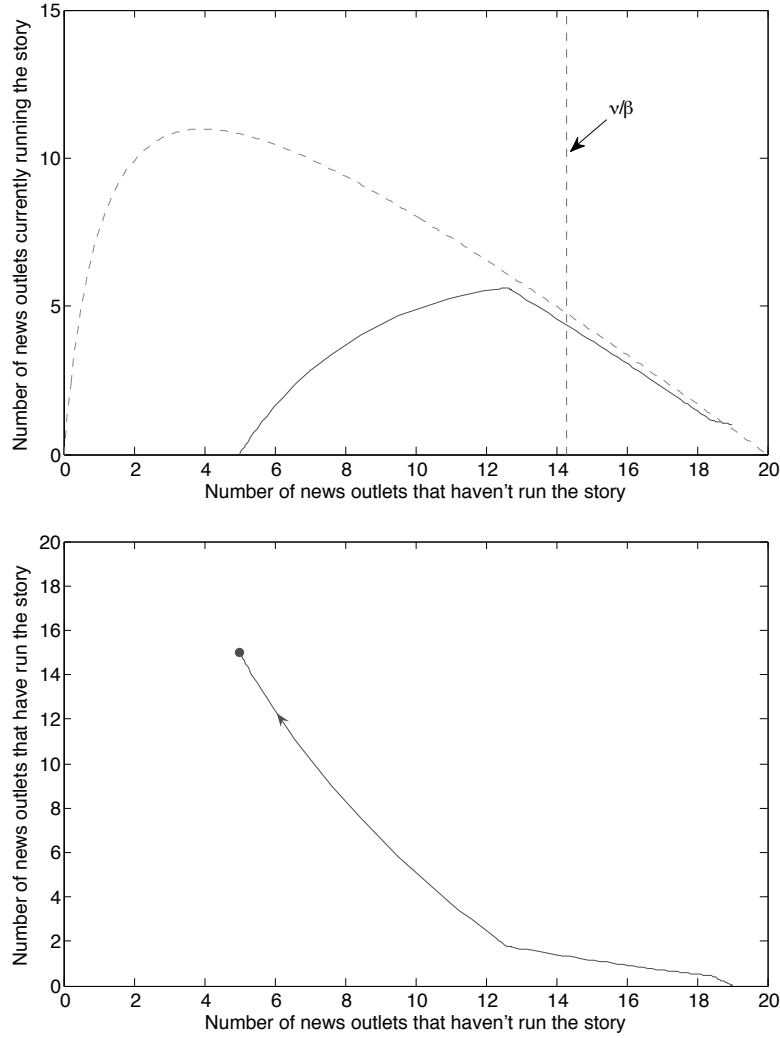 15
10
5
0
Number of news outlets currently running the story
ν/β
0 2 4 6 8 10 12 14 16 18 20
Number of news outlets that haven't run the story
20
18
16
14
12
10
8
6
4
2
0
Number of news outlets that have run the story
0 2 4 6 8 10 12 14 16 18 20
Number of news outlets that haven't run the story